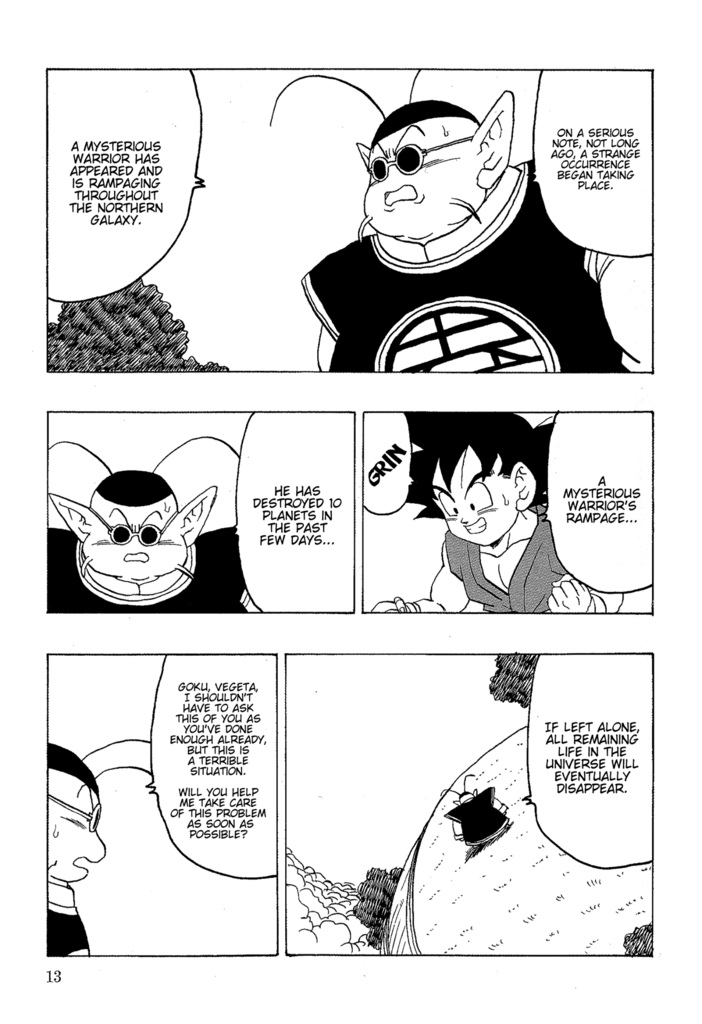 ON A SERIOUS
NOTE, NOT LONG
AGO, A STRANGE
OCCURRENCE
BEGAN TAKING
PLACE.
A MYSTERIOUS
WARRIOR HAS
APPEARED AND
IS RAMPAGING
THROUGHOUT
THE NORTHERN
GALAXY.
A
MYSTERIOUS
WARRIOR'S
RAMPAGE...
GRIN
HE HAS
DESTROYED 10
PLANETS IN
THE PAST
FEW DAYS...
IF LEFT ALONE,
ALL REMAINING
LIFE IN THE
UNIVERSE WILL
EVENTUALLY
DISAPPEAR.
GOKU, VEGETA,
I SHOULDN'T
HAVE TO ASK
THIS OF YOU AS
YOU'VE DONE
ENOUGH ALREADY,
BUT THIS IS
A TERRIBLE
SITUATION.
WILL YOU HELP
ME TAKE CARE
OF THIS PROBLEM
AS SOON AS
POSSIBLE?
13